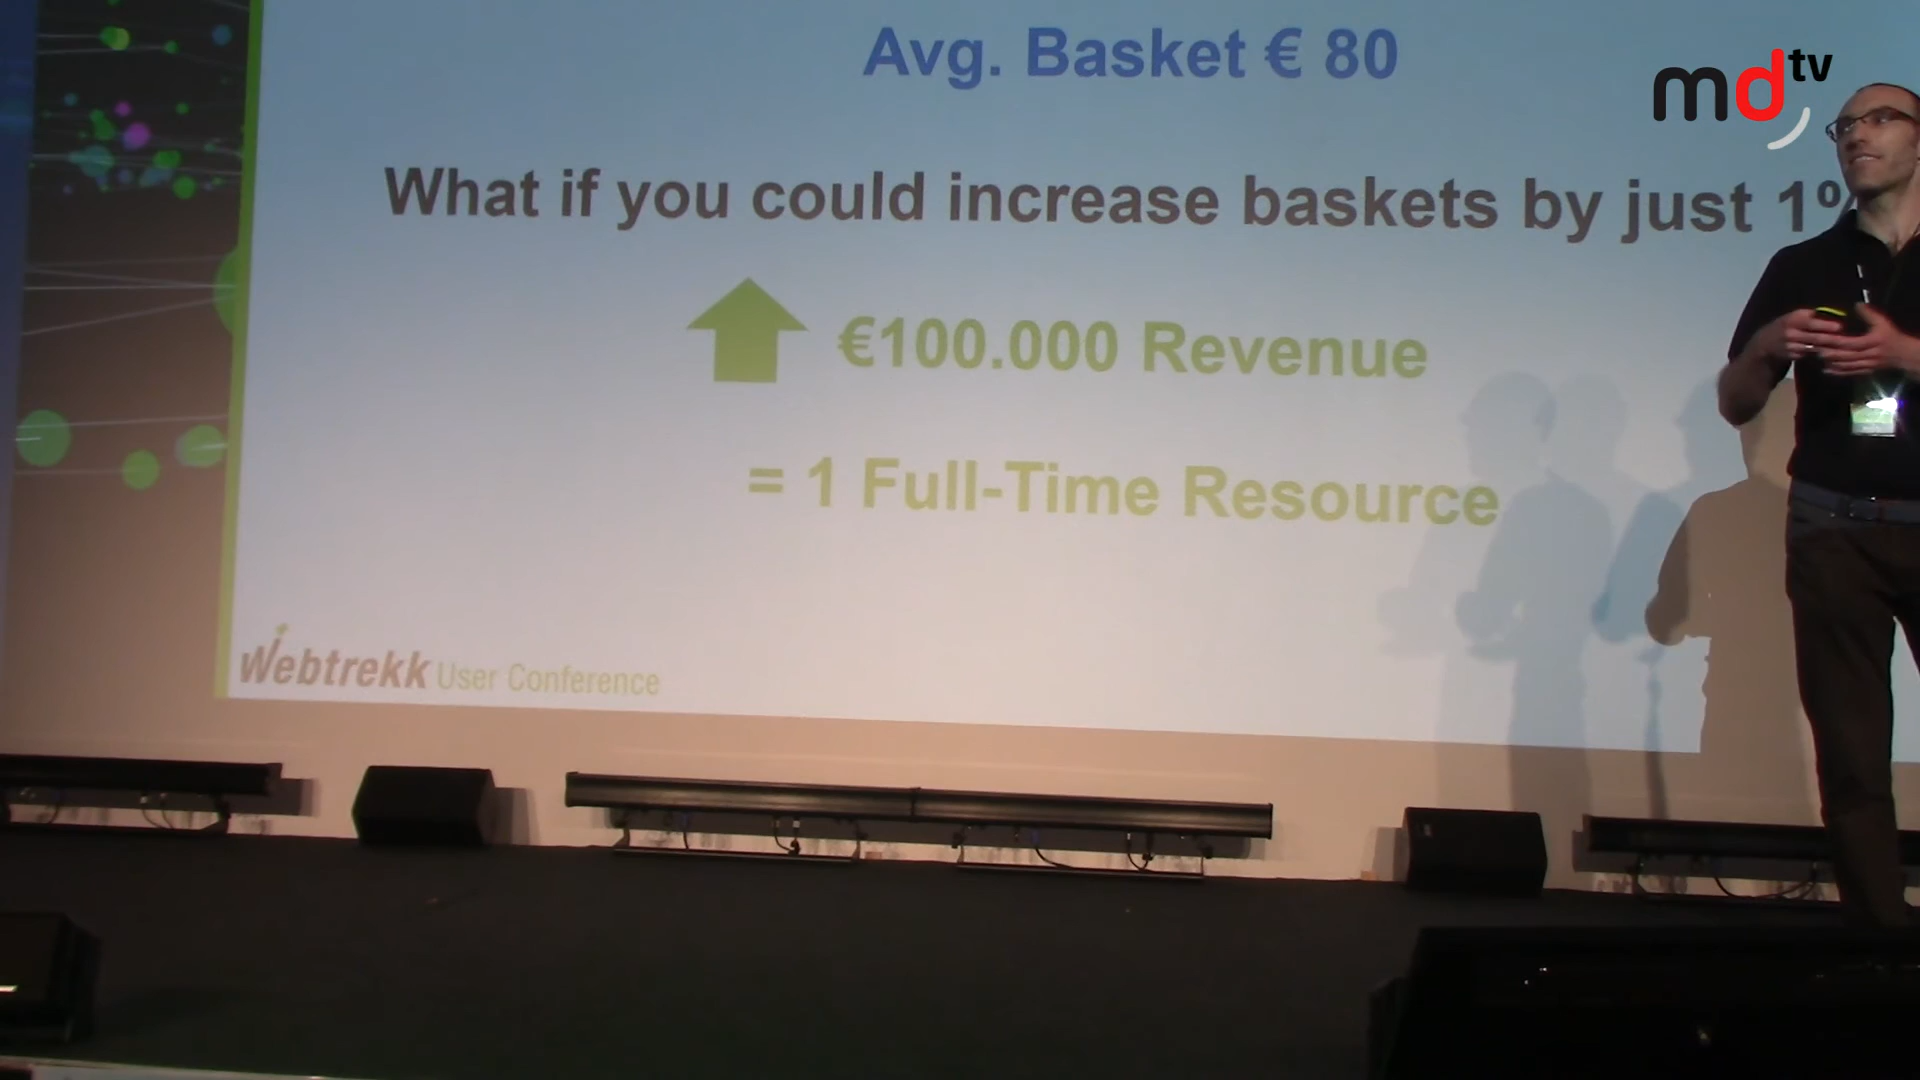 Avg. Basket € 80
mdtv
What if you could increase baskets by just 1%
€100.000 Revenue
= 1 Full-Time Resource
Webtrekk User Conference